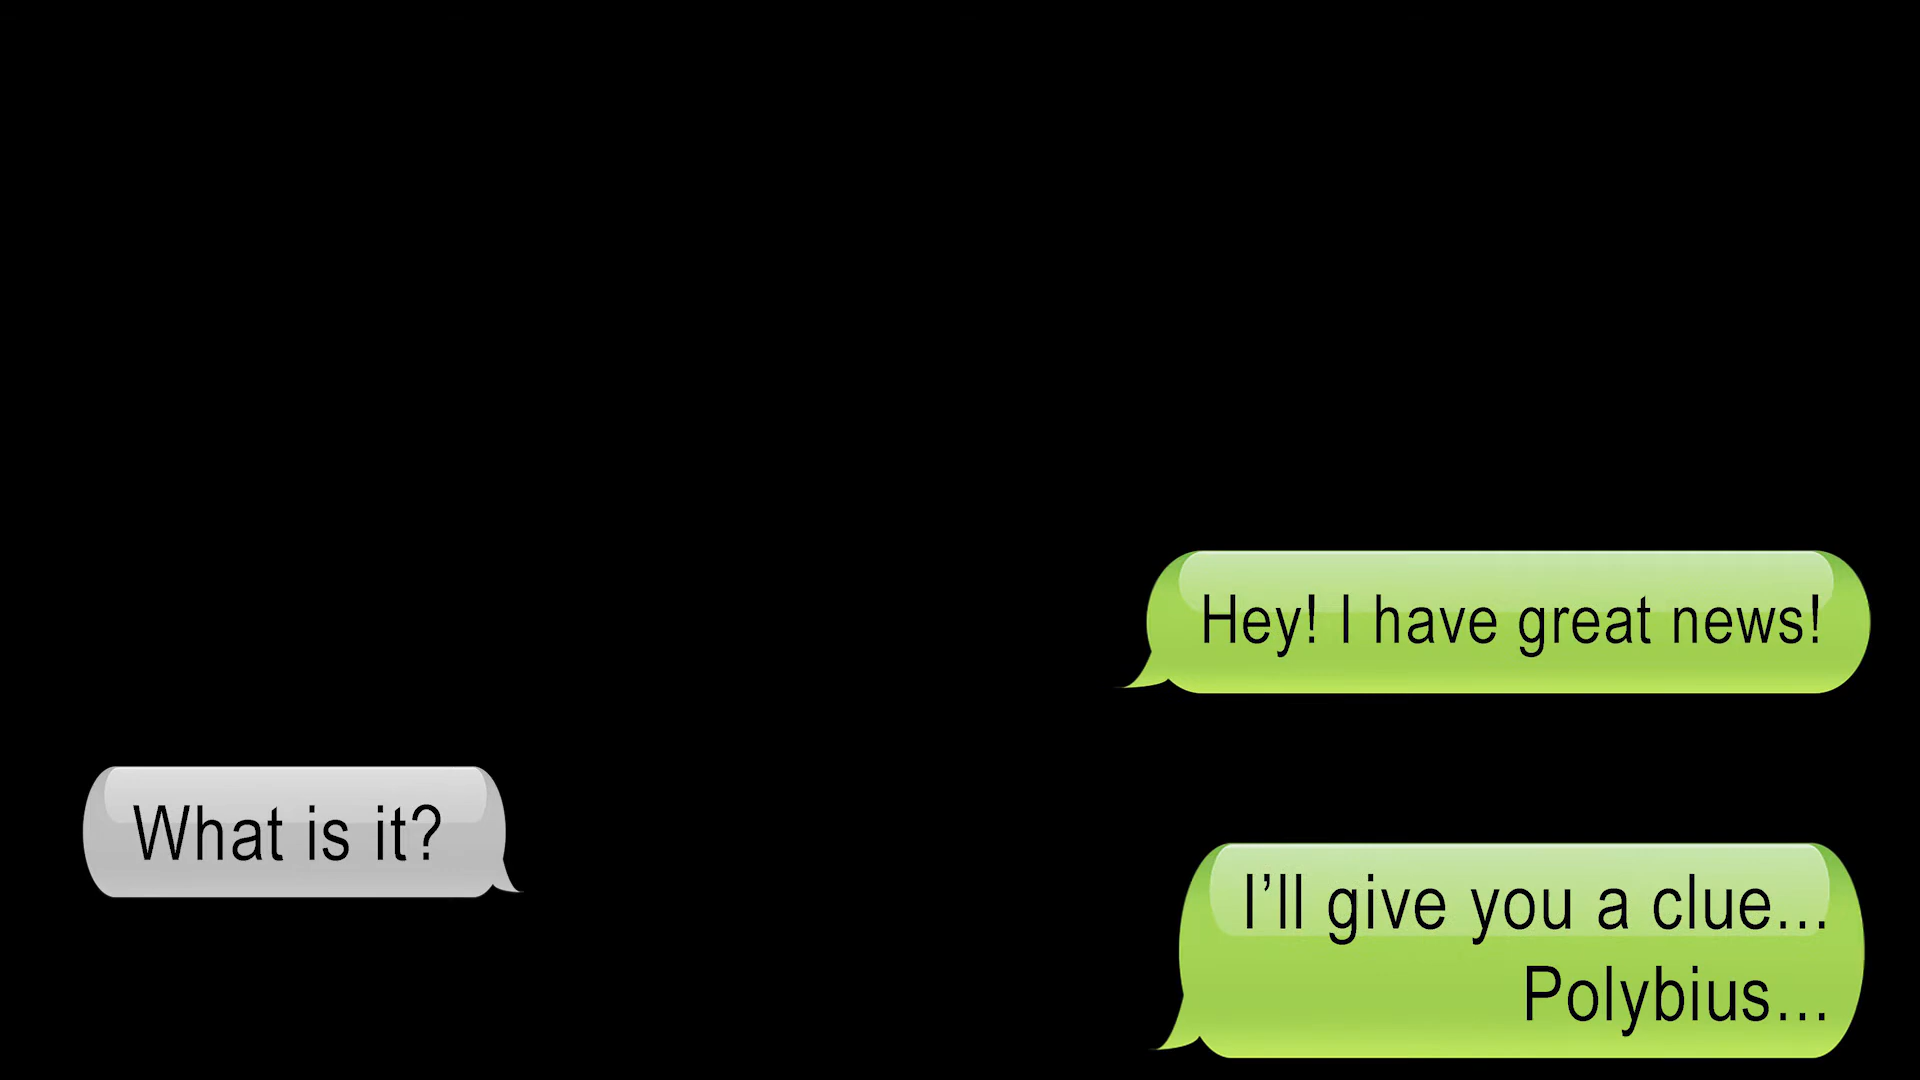 Hey! I have great news!
What is it?
I’ll give you a clue...
Polybius...